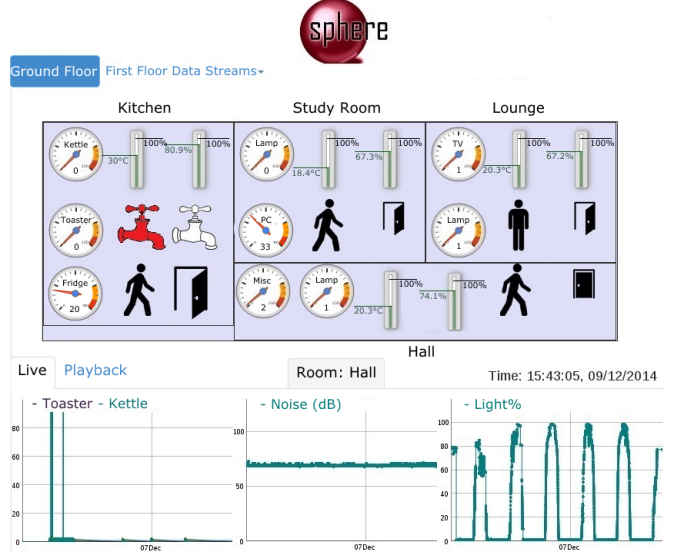 sphere
Ground Floor First Floor Data Streams
Kitchen Study Room Lounge
Kettle 0 30°C 100% 80.9% 100%
Lamp 0 18.4°C 100% 67.3% 100%
TV 1 20.3°C 100% 67.2% 100%
Toaster 0
PC 33
Lamp 1
Fridge 20
Misc 2
Lamp 1 20.3°C 100% 74.1% 100%
Hall
Live Playback Room: Hall Time: 15:43:05, 09/12/2014
- Toaster - Kettle
80
60
40
20
0
07Dec
- Noise (dB)
100
50
0
07Dec
- Light%
100
80
60
40
20
0
07Dec